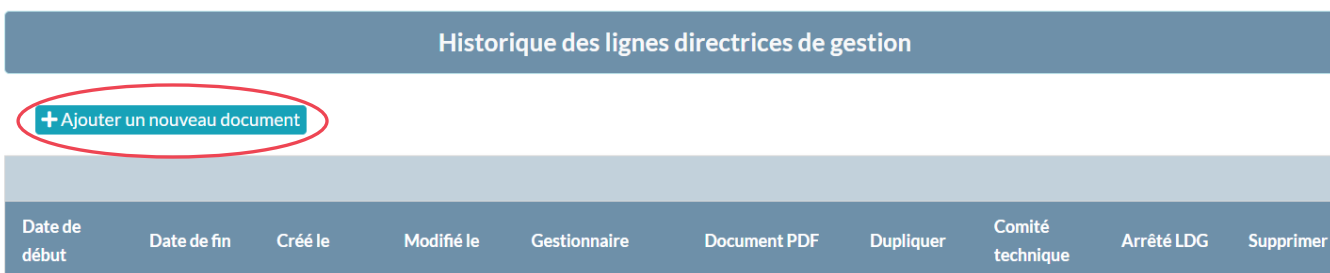 Historique des lignes directrices de gestion
+ Ajouter un nouveau document
Date de début Date de fin Créé le Modifié le Gestionnaire Document PDF Dupliquer Comité technique Arrêté LDG Supprimer